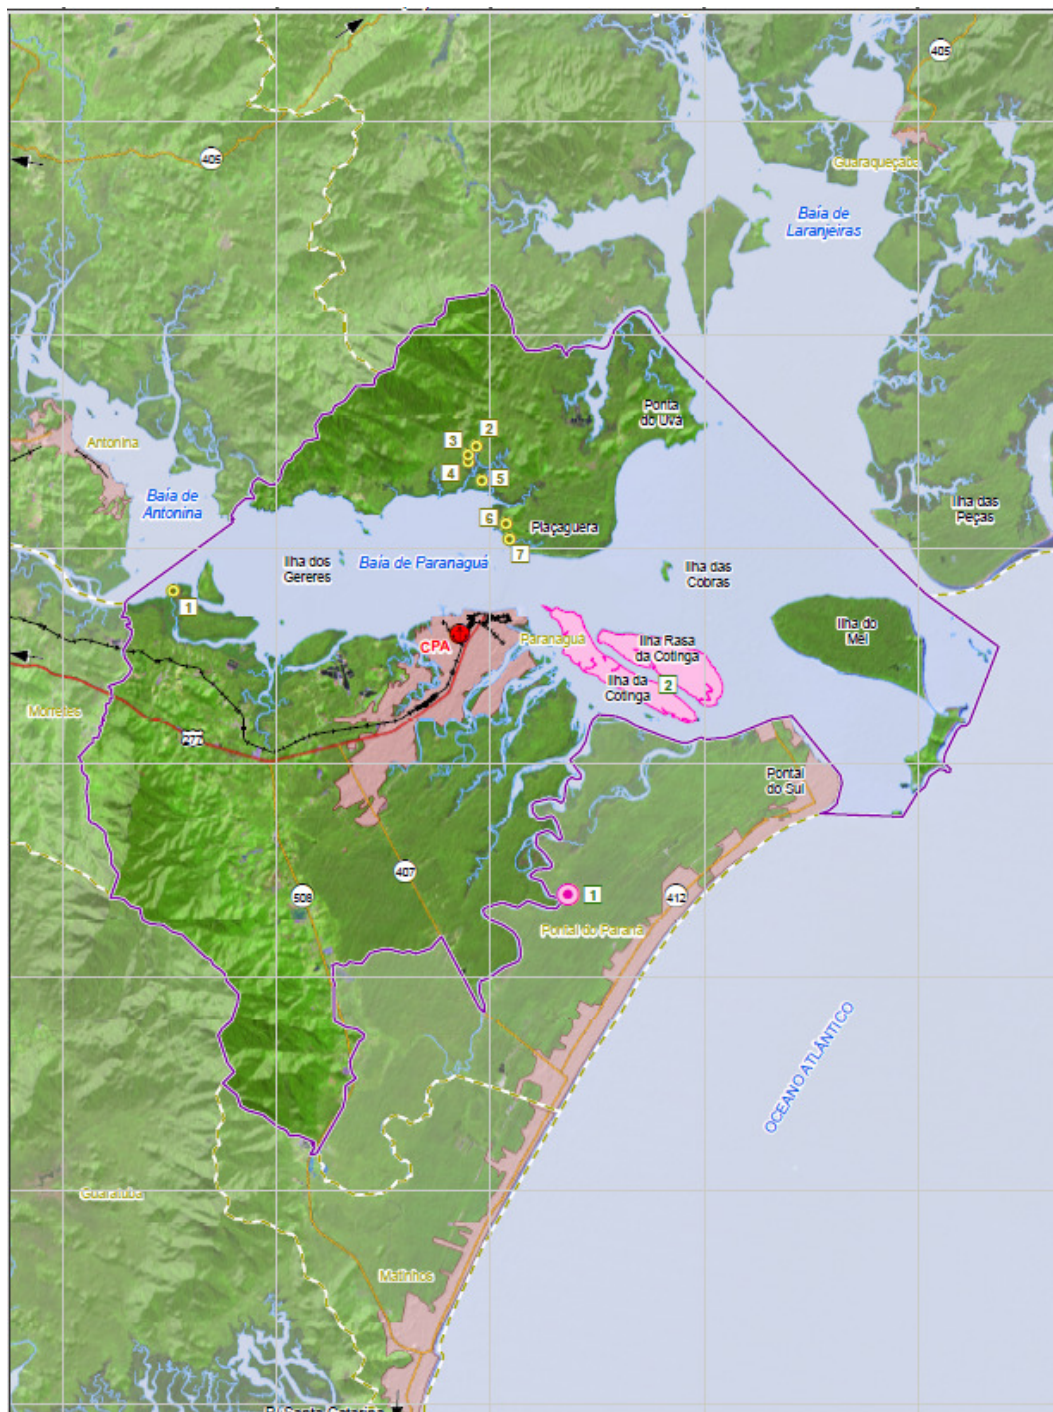 405
405
Guaraqueçaba
Baía de
Laranjeiras
Ponta
do Uvá
Antonina
3
2
4
5
Baía de
Antonina
Ilha das
Peças
6
Piaçaguera
7
Ilha dos
Gereres
Baía de Paranaguá
Ilha das
Cobras
1
Ilha do
Mel
CPA
Paranaguá
Ilha Rasa
da Cotinga
Ilha da
Cotinga
2
Morretes
277
Pontal
do Sul
407
508
1
412
Pontal do Paraná
OCEANO ATLÂNTICO
Guaratuba
Matinhos